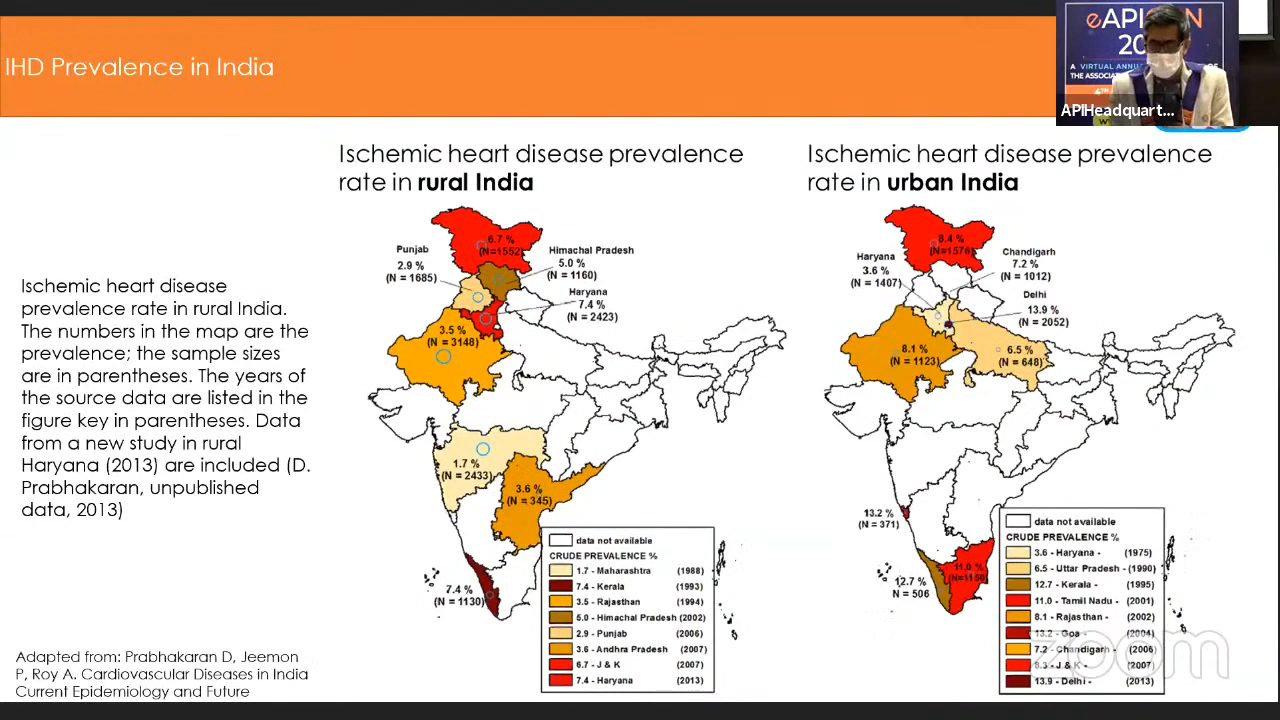 IHD Prevalence in India
eAPICON
20
A VIRTUAL ANNU
THE ASSOCIAT
4TH
APIHeadquart...
Ischemic heart disease prevalence
rate in rural India
Ischemic heart disease prevalence
rate in urban India
Ischemic heart disease
prevalence rate in rural India.
The numbers in the map are the
prevalence; the sample sizes
are in parentheses. The years of
the source data are listed in the
figure key in parentheses. Data
from a new study in rural
Haryana (2013) are included (D.
Prabhakaran, unpublished
data, 2013)
Adapted from: Prabhakaran D, Jeemon
P, Roy A. Cardiovascular Diseases in India
Current Epidemiology and Future
6.7 %
(N=1552)
Punjab
2.9 %
(N = 1685)
Himachal Pradesh
5.0 %
(N = 1160)
Haryana
7.4 %
(N = 2423)
3.5 %
(N = 3148)
1.7 %
(N = 2433)
3.6 %
(N = 345)
7.4 %
(N = 1130)
data not available
CRUDE PREVALENCE %
1.7 - Maharashtra (1988)
7.4 - Kerala (1993)
3.5 - Rajasthan (1994)
5.0 - Himachal Pradesh (2002)
2.9 - Punjab (2006)
3.6 - Andhra Pradesh (2007)
6.7 - J & K (2007)
7.4 - Haryana (2013)
8.4 %
(N=1576)
Haryana
3.6 %
(N = 1407)
Chandigarh
7.2 %
(N = 1012)
Delhi
13.9 %
(N = 2052)
8.1 %
(N = 1123)
6.5 %
(N = 648)
13.2 %
(N = 371)
12.7 %
N = 506
11.0 %
(N=1150)
data not available
CRUDE PREVALENCE %
3.6 - Haryana - (1975)
6.5 - Uttar Pradesh - (1990)
12.7 - Kerala - (1995)
11.0 - Tamil Nadu - (2001)
8.1 - Rajasthan - (2002)
13.2 - Goa - (2004)
7.2 - Chandigarh - (2006)
8.3 - J & K - (2007)
13.9 - Delhi - (2013)
zoom